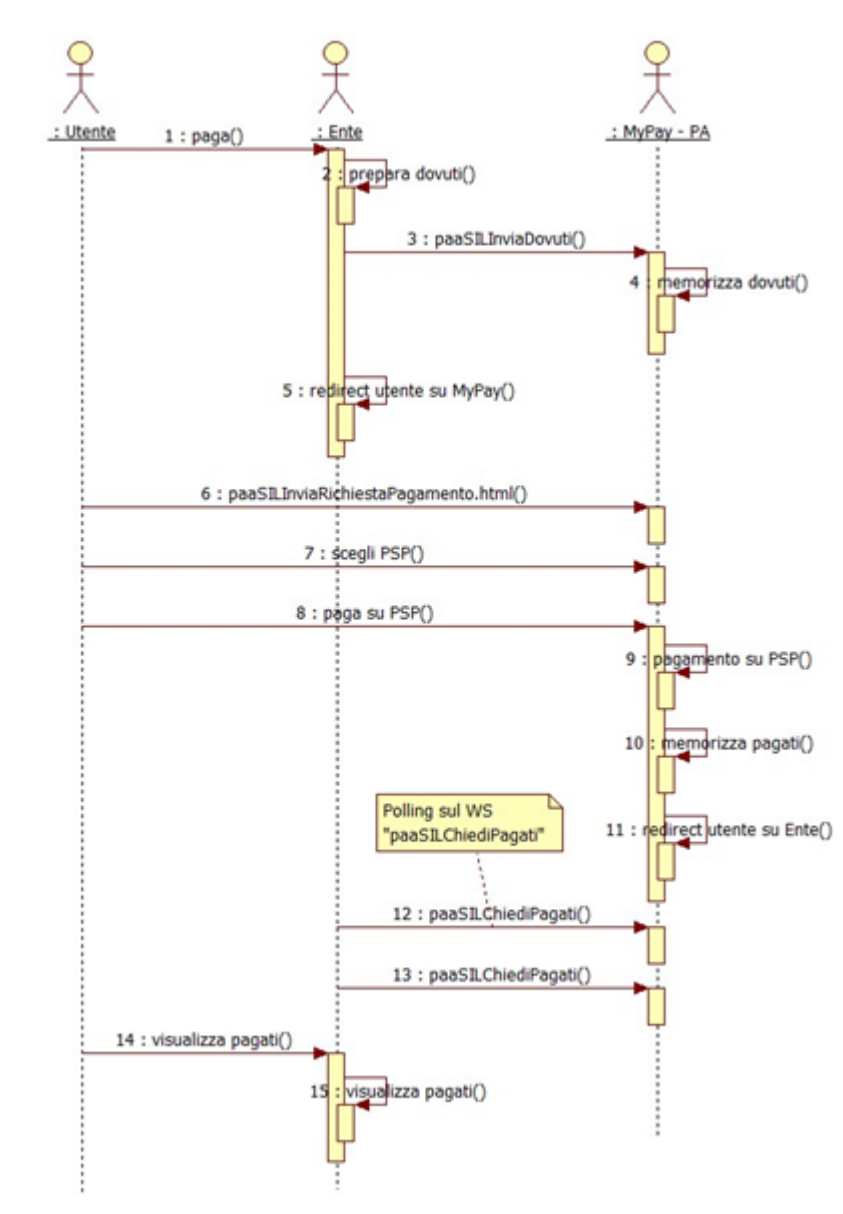 : Utente
: Ente
: MyPay - PA
1 : paga()
2 : prepara dovuti()
3 : paaSILInviaDovuti()
4 : memorizza dovuti()
5 : redirect utente su MyPay()
6 : paaSILInviaRichiestaPagamento.html()
7 : scegli PSP()
8 : paga su PSP()
9 : pagamento su PSP()
10 : memorizza pagati()
Polling sul WS
"paaSILChiediPagati"
11 : redirect utente su Ente()
12 : paaSILChiediPagati()
13 : paaSILChiediPagati()
14 : visualizza pagati()
15 : visualizza pagati()